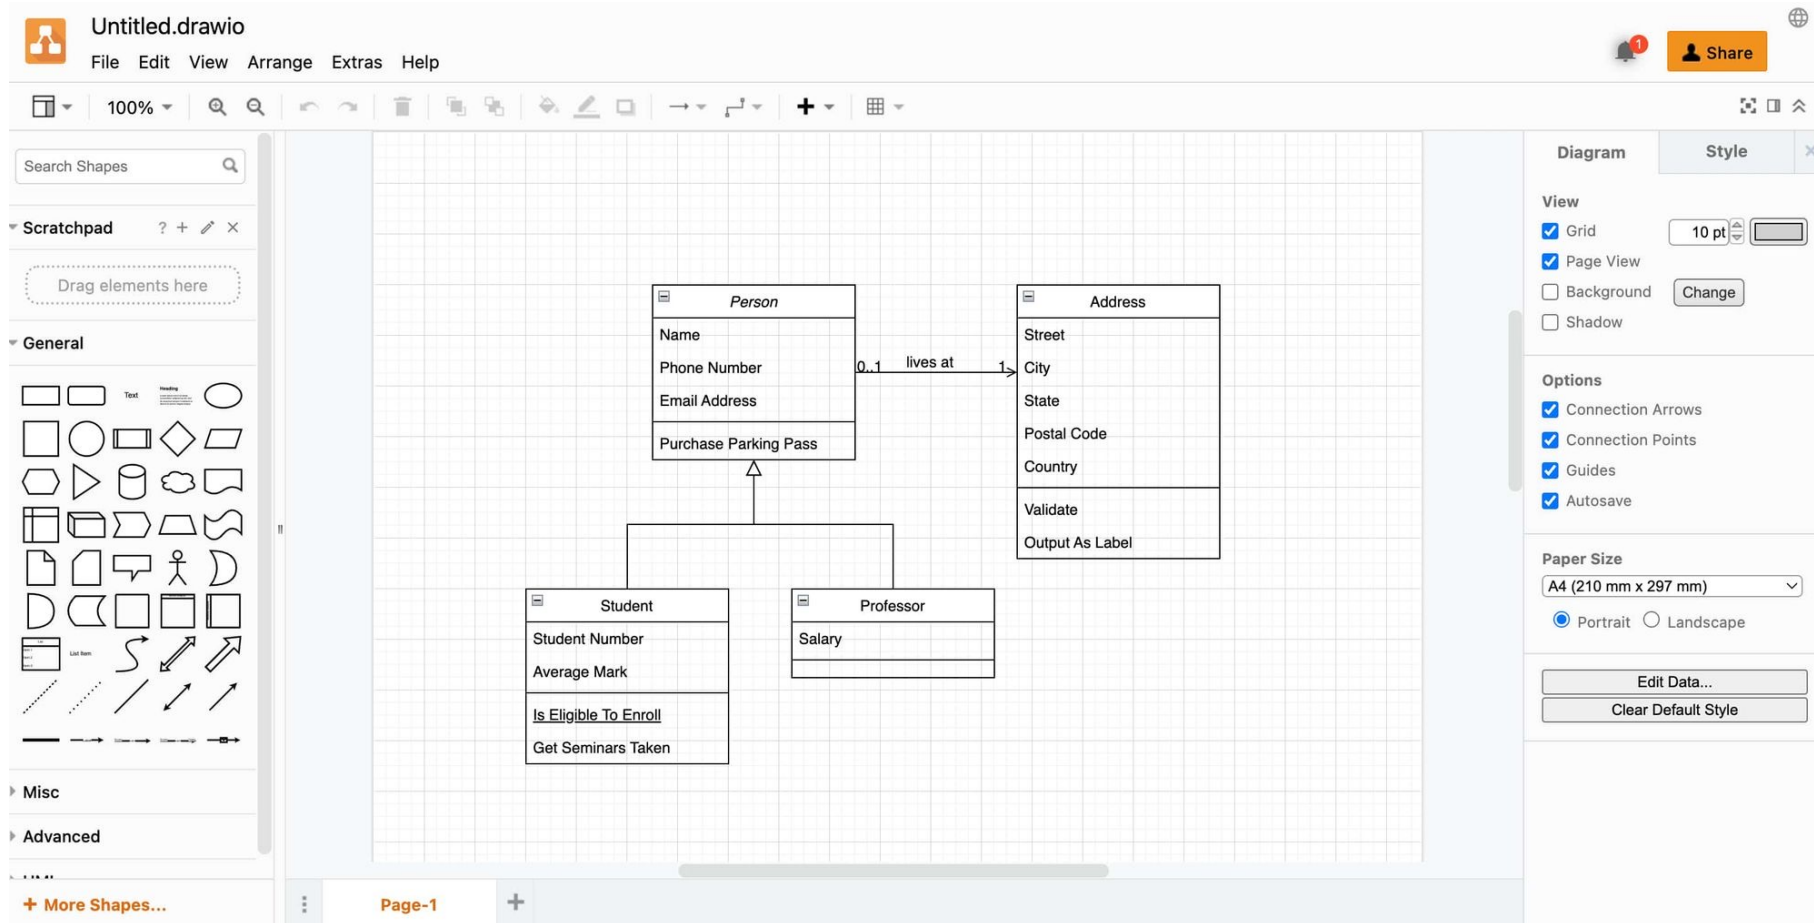 Untitled.drawio
File Edit View Arrange Extras Help
1
Share
100%
Search Shapes
Scratchpad ?
Drag elements here
General
Text
Heading
List Item
Misc
Advanced
More Shapes...
Person
Name
Phone Number
Email Address
Purchase Parking Pass
0..1 lives at 1
Address
Street
City
State
Postal Code
Country
Validate
Output As Label
Student
Student Number
Average Mark
Is Eligible To Enroll
Get Seminars Taken
Professor
Salary
Page-1
Diagram Style
View
Grid 10 pt
Page View
Background Change
Shadow
Options
Connection Arrows
Connection Points
Guides
Autosave
Paper Size
A4 (210 mm x 297 mm)
Portrait Landscape
Edit Data...
Clear Default Style